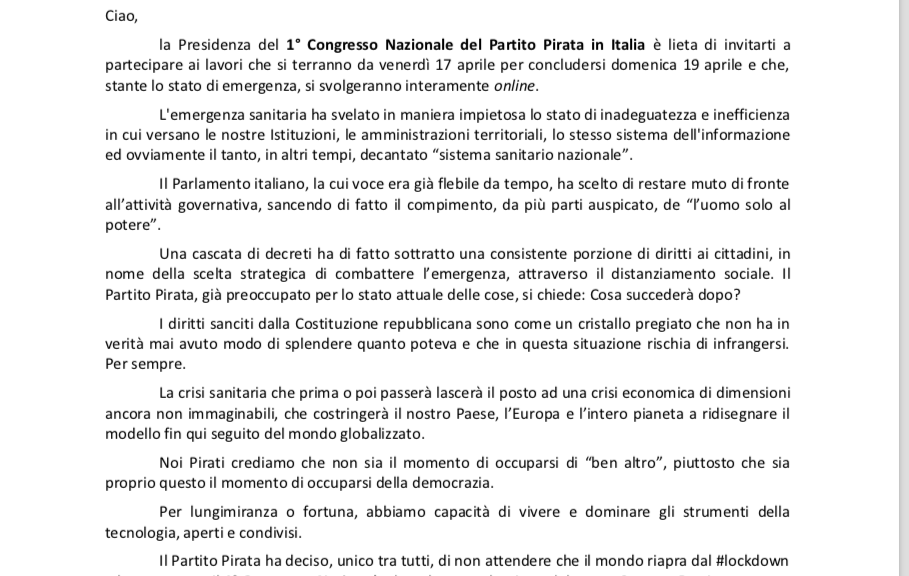 Ciao,
la Presidenza del 1° Congresso Nazionale del Partito Pirata in Italia è lieta di invitarti a
partecipare ai lavori che si terranno da venerdì 17 aprile per concludersi domenica 19 aprile e che,
stante lo stato di emergenza, si svolgeranno interamente online.
L'emergenza sanitaria ha svelato in maniera impietosa lo stato di inadeguatezza e inefficienza
in cui versano le nostre Istituzioni, le amministrazioni territoriali, lo stesso sistema dell'informazione
ed ovviamente il tanto, in altri tempi, decantato “sistema sanitario nazionale”.
Il Parlamento italiano, la cui voce era già flebile da tempo, ha scelto di restare muto di fronte
all’attività governativa, sancendo di fatto il compimento, da più parti auspicato, de “l’uomo solo al
potere”.
Una cascata di decreti ha di fatto sottratto una consistente porzione di diritti ai cittadini, in
nome della scelta strategica di combattere l’emergenza, attraverso il distanziamento sociale. Il
Partito Pirata, già preoccupato per lo stato attuale delle cose, si chiede: Cosa succederà dopo?
I diritti sanciti dalla Costituzione repubblicana sono come un cristallo pregiato che non ha in
verità mai avuto modo di splendere quanto poteva e che in questa situazione rischia di infrangersi.
Per sempre.
La crisi sanitaria che prima o poi passerà lascerà il posto ad una crisi economica di dimensioni
ancora non immaginabili, che costringerà il nostro Paese, l’Europa e l’intero pianeta a ridisegnare il
modello fin qui seguito del mondo globalizzato.
Noi Pirati crediamo che non sia il momento di occuparsi di “ben altro”, piuttosto che sia
proprio questo il momento di occuparsi della democrazia.
Per lungimiranza o fortuna, abbiamo capacità di vivere e dominare gli strumenti della
tecnologia, aperti e condivisi.
Il Partito Pirata ha deciso, unico tra tutti, di non attendere che il mondo riapra dal #lockdown